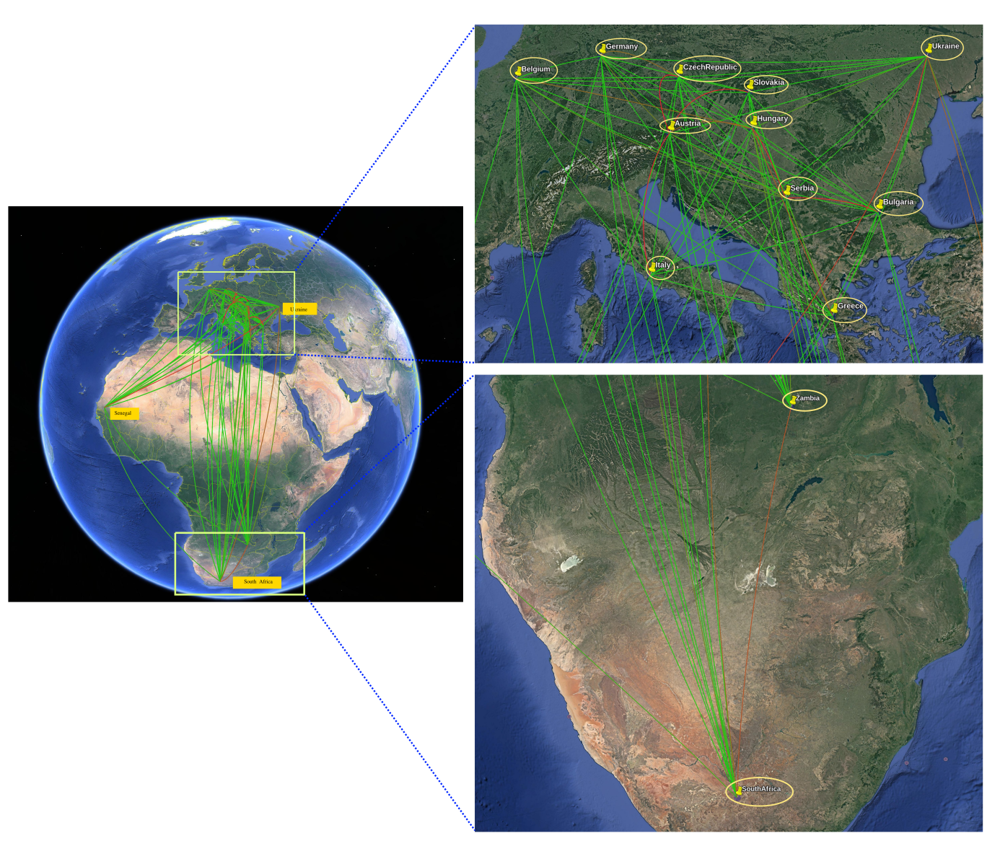 Ukraine
Senegal
South Africa
Germany
Ukraine
Belgium
CzechRepublic
Slovakia
Hungary
Austria
Serbia
Bulgaria
Italy
Greece
Zambia
SouthAfrica